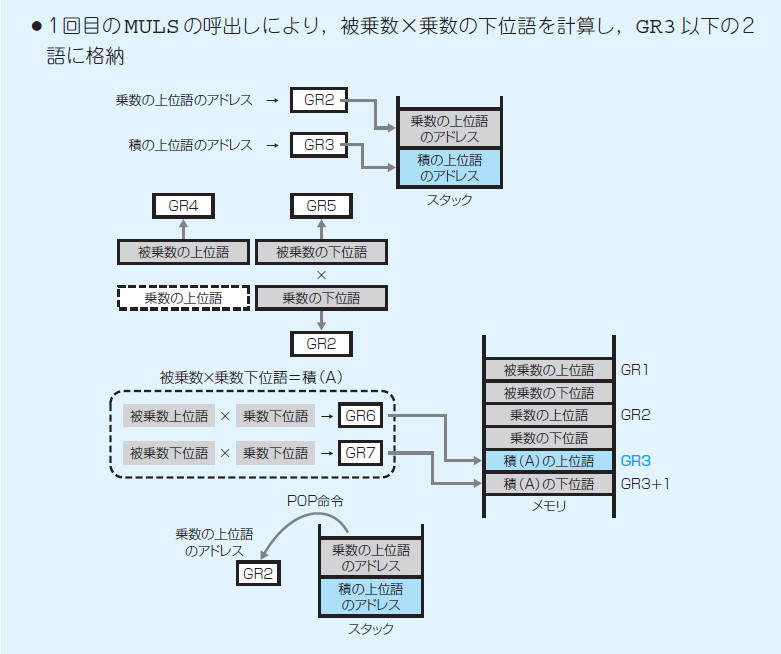 ●1回目のMULSの呼出しにより，被乗数×乗数の下位語を計算し，GR3以下の2
語に格納
乗数の上位語のアドレス → GR2
積の上位語のアドレス → GR3
乗数の上位語
のアドレス
積の上位語
のアドレス
スタック
GR4 GR5
被乗数の上位語 被乗数の下位語
×
乗数の上位語 乗数の下位語
GR2
被乗数×乗数下位語＝積（A）
被乗数上位語 × 乗数下位語 → GR6
被乗数下位語 × 乗数下位語 → GR7
被乗数の上位語 GR1
被乗数の下位語
乗数の上位語 GR2
乗数の下位語
積（A）の上位語 GR3
積（A）の下位語 GR3+1
メモリ
POP命令
乗数の上位語
のアドレス
GR2
乗数の上位語
のアドレス
積の上位語
のアドレス
スタック